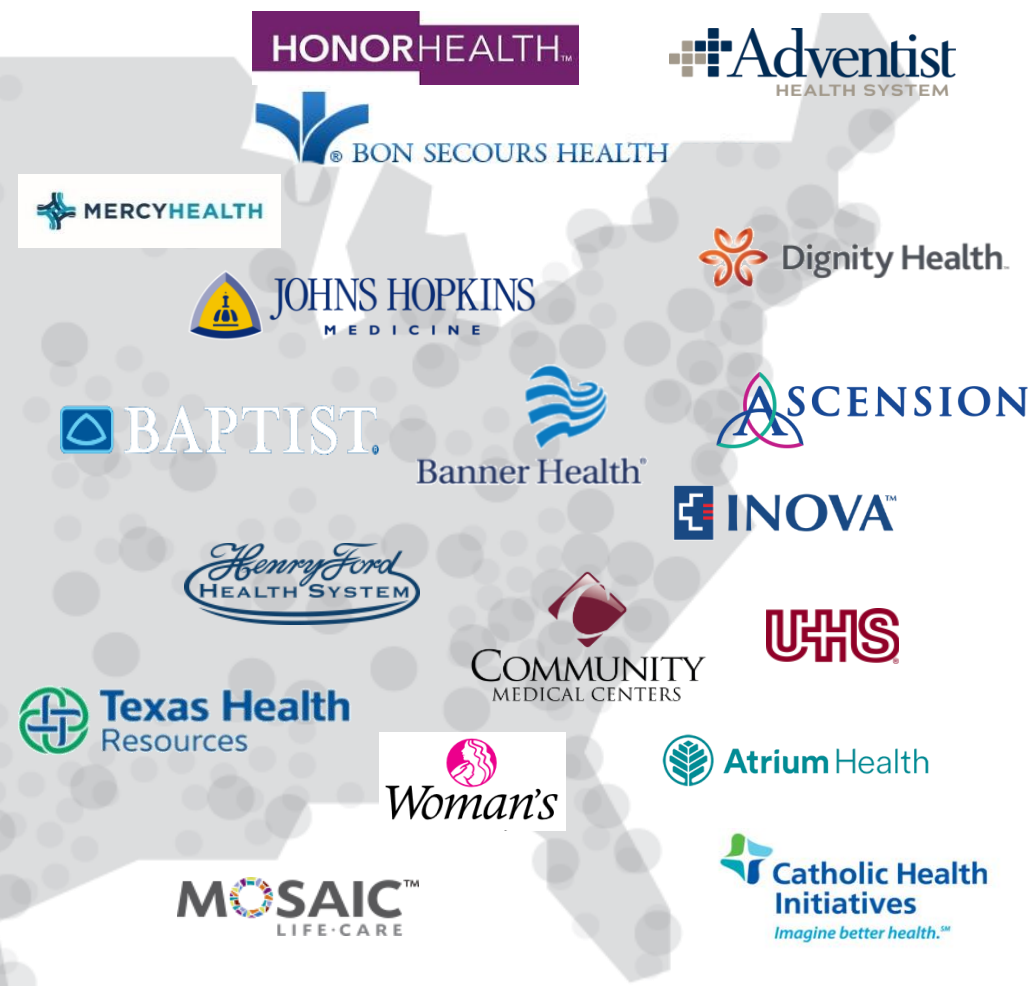 HONORHEALTH™
Adventist
HEALTH SYSTEM
® BON SECOURS HEALTH
MERCYHEALTH
Dignity Health™
JOHNS HOPKINS
MEDICINE
ASCENSION
BAPTIST®
Banner Health®
INOVA™
Henry Ford
HEALTH SYSTEM
UHS®
COMMUNITY
MEDICAL CENTERS
Texas Health
Resources
Atrium Health
Woman's
Catholic Health
Initiatives
Imagine better health.℠
MOSAIC™
LIFE·CARE